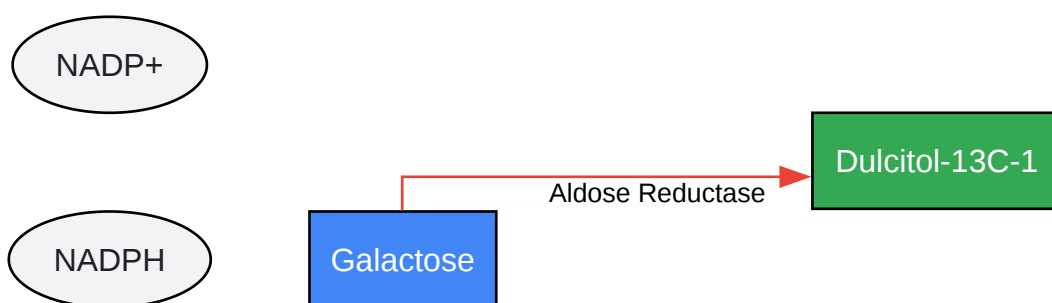 NADP+
Dulcitol-13C-1
Aldose Reductase
NADPH
Galactose